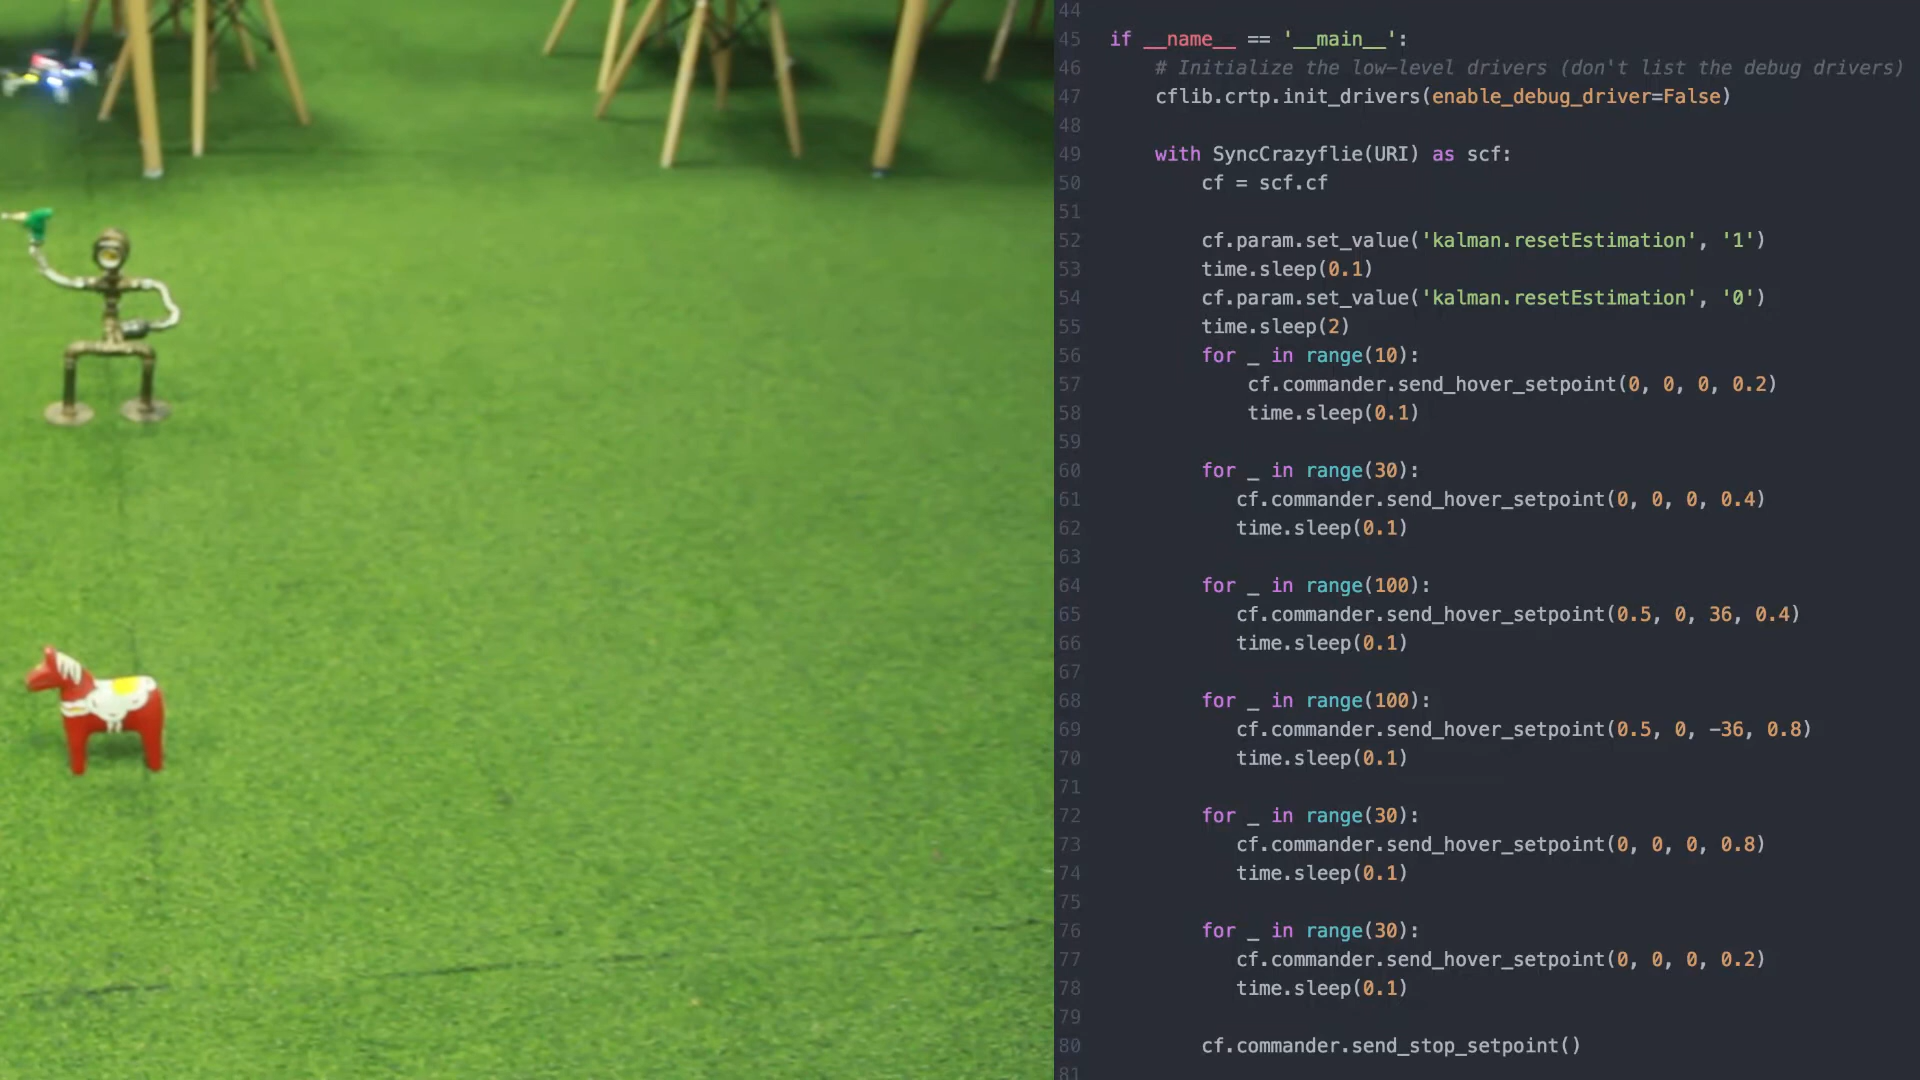 44
45 if __name__ == '__main__':
46 # Initialize the low-level drivers (don't list the debug drivers)
47 cflib.crtp.init_drivers(enable_debug_driver=False)
48
49 with SyncCrazyflie(URI) as scf:
50 cf = scf.cf
51
52 cf.param.set_value('kalman.resetEstimation', '1')
53 time.sleep(0.1)
54 cf.param.set_value('kalman.resetEstimation', '0')
55 time.sleep(2)
56 for _ in range(10):
57 cf.commander.send_hover_setpoint(0, 0, 0, 0.2)
58 time.sleep(0.1)
59
60 for _ in range(30):
61 cf.commander.send_hover_setpoint(0, 0, 0, 0.4)
62 time.sleep(0.1)
63
64 for _ in range(100):
65 cf.commander.send_hover_setpoint(0.5, 0, 36, 0.4)
66 time.sleep(0.1)
67
68 for _ in range(100):
69 cf.commander.send_hover_setpoint(0.5, 0, -36, 0.8)
70 time.sleep(0.1)
71
72 for _ in range(30):
73 cf.commander.send_hover_setpoint(0, 0, 0, 0.8)
74 time.sleep(0.1)
75
76 for _ in range(30):
77 cf.commander.send_hover_setpoint(0, 0, 0, 0.2)
78 time.sleep(0.1)
79
80 cf.commander.send_stop_setpoint()
81